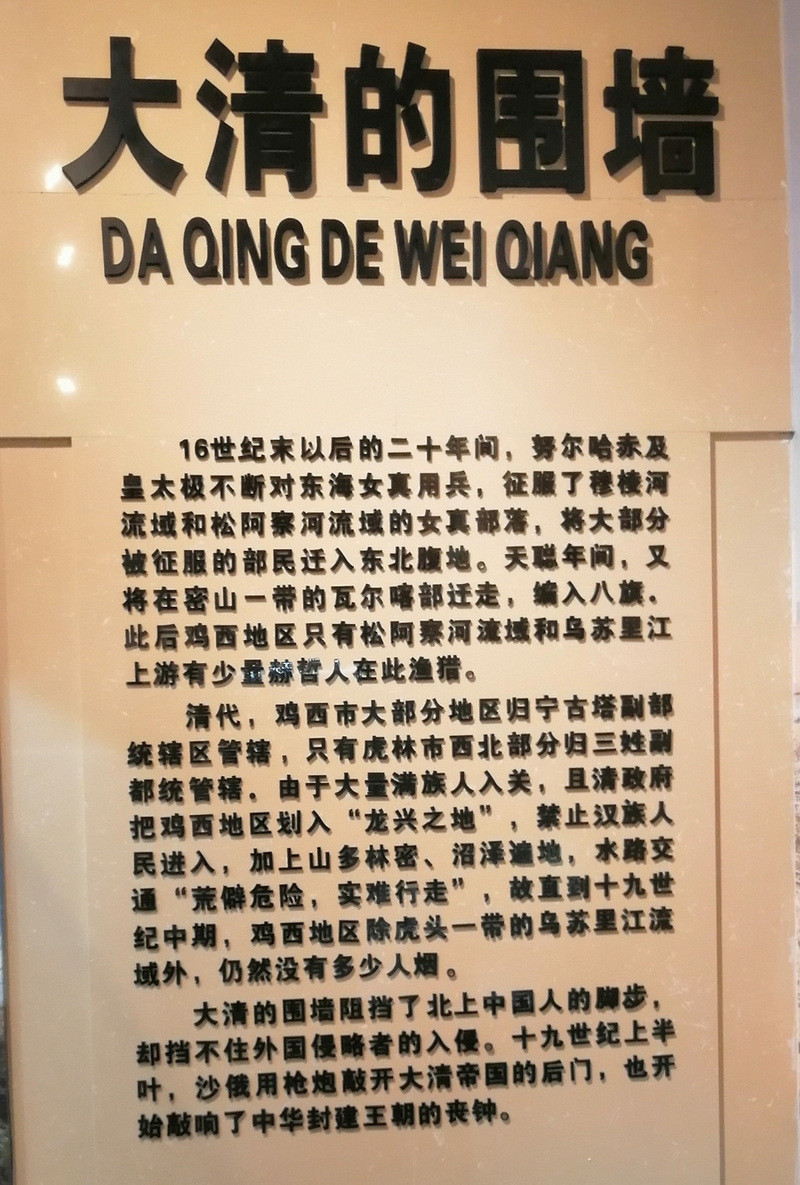 大清的围墙
DA QING DE WEI QIANG
16世纪末以后的二十年间，努尔哈赤及
皇太极不断对东海女真用兵，征服了穆棱河
流域和松阿察河流域的女真部落，将大部分
被征服的部民迁入东北腹地。天聪年间，又
将在密山一带的瓦尔喀部迁走，编入八旗．
此后鸡西地区只有松阿察河流域和乌苏里江
上游有少量赫哲人在此渔猎。
清代，鸡西市大部分地区归宁古塔副部
统辖区管辖，只有虎林市西北部分归三姓副
都统管辖．由于大量满族人入关，且清政府
把鸡西地区划入“龙兴之地”，禁止汉族人
民进入，加上山多林密、沼泽遍地，水路交
通“荒僻危险，实难行走”，故直到十九世
纪中期，鸡西地区除虎头一带的乌苏里江流
域外，仍然没有多少人烟。
大清的围墙阻挡了北上中国人的脚步，
却挡不住外国侵略者的入侵。十九世纪上半
叶，沙俄用枪炮敲开大清帝国的后门，也开
始敲响了中华封建王朝的丧钟。